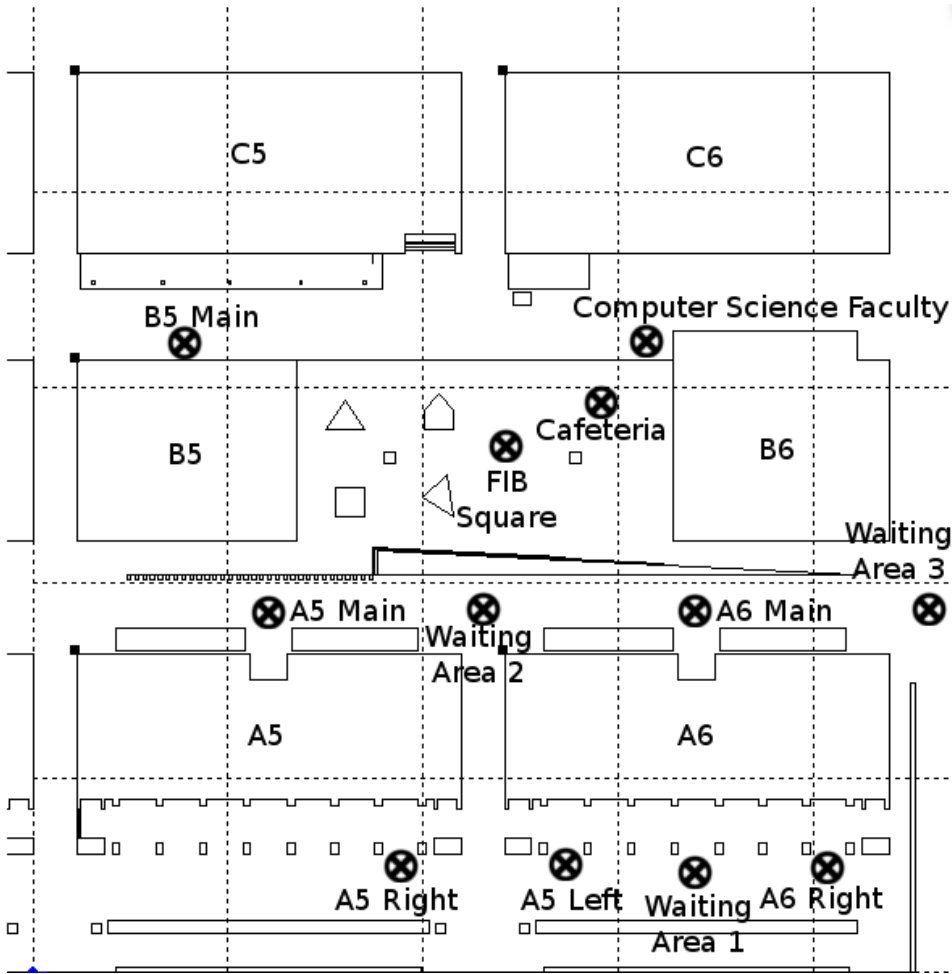 C5
C6
B5 Main
Computer Science Faculty
Cafeteria
B5
B6
FIB
Square
Waiting
Area 3
A5 Main
Waiting
Area 2
A6 Main
A5
A6
A5 Right
A5 Left
Waiting
Area 1
A6 Right